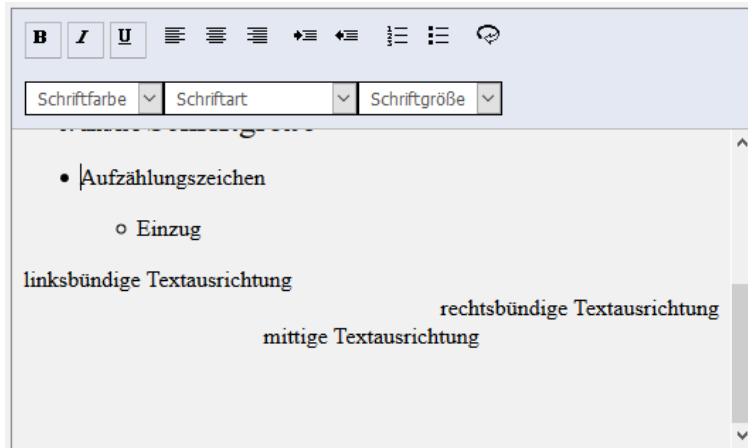 B I U
Schriftfarbe Schriftart Schriftgröße
Aufzählungszeichen
Einzug
linksbündige Textausrichtung
rechtsbündige Textausrichtung
mittige Textausrichtung